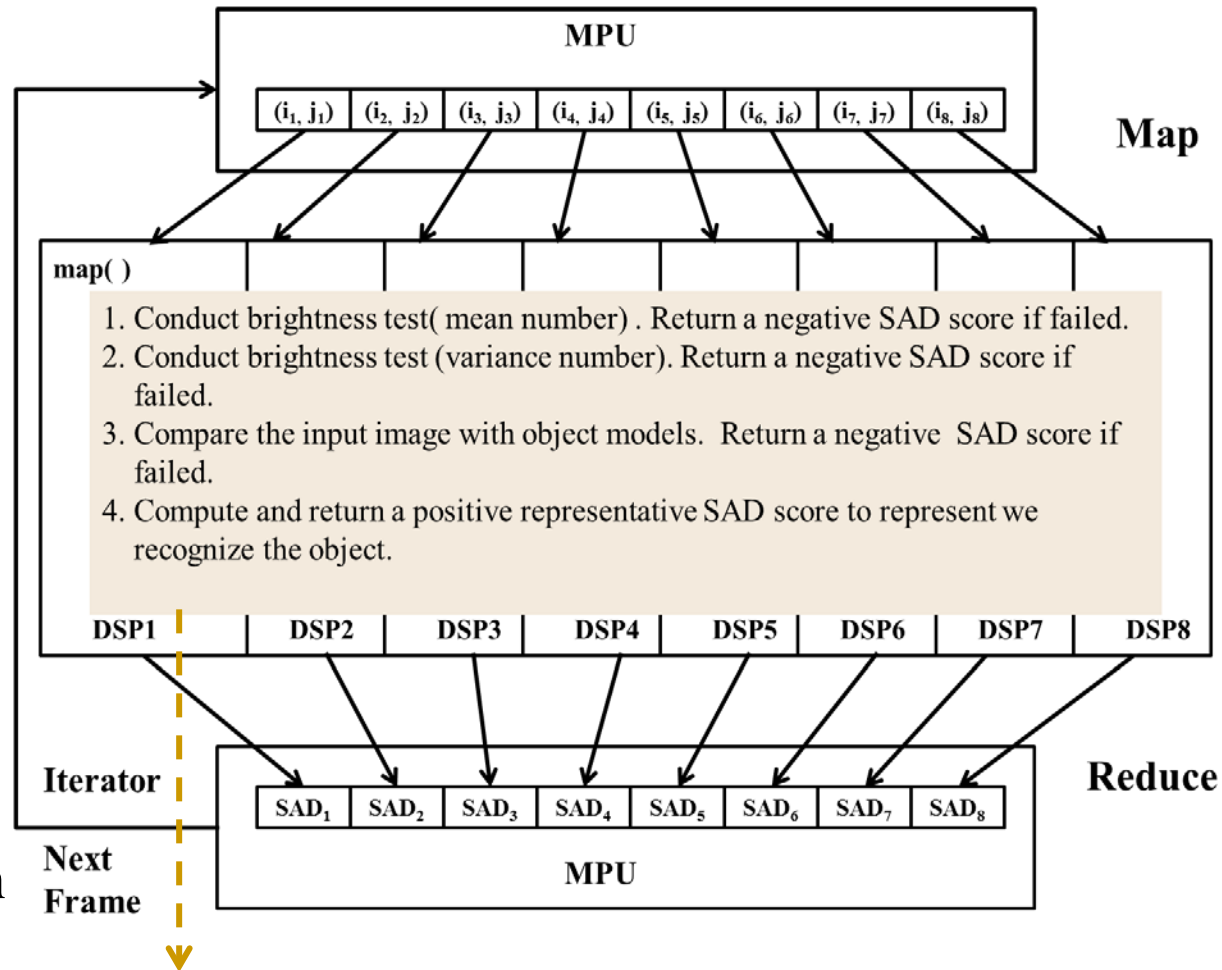 MPU
(i₁, j₁) (i₂, j₂) (i₃, j₃) (i₄, j₄) (i₅, j₅) (i₆, j₆) (i₇, j₇) (i₈, j₈)
Map
map( )
1. Conduct brightness test( mean number) . Return a negative SAD score if failed.
2. Conduct brightness test (variance number). Return a negative SAD score if
failed.
3. Compare the input image with object models. Return a negative SAD score if
failed.
4. Compute and return a positive representative SAD score to represent we
recognize the object.
DSP1 DSP2 DSP3 DSP4 DSP5 DSP6 DSP7 DSP8
Iterator
Reduce
SAD₁ SAD₂ SAD₃ SAD₄ SAD₅ SAD₆ SAD₇ SAD₈
Next
Frame
MPU